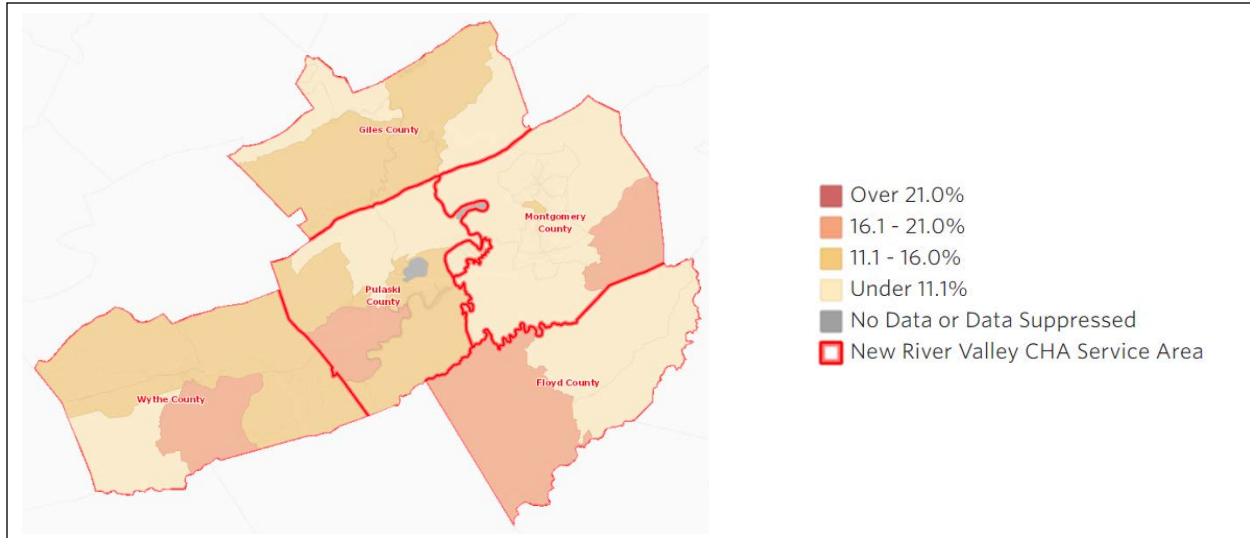 Giles County
Montgomery
County
Pulaski
County
Wythe County
Floyd County
Over 21.0%
16.1 - 21.0%
11.1 - 16.0%
Under 11.1%
No Data or Data Suppressed
New River Valley CHA Service Area